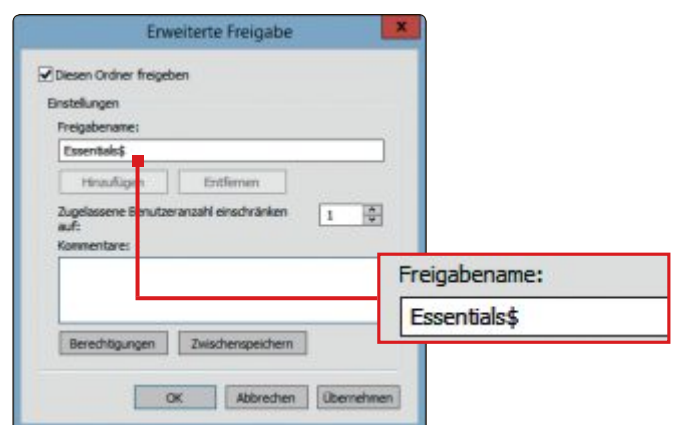 Erweiterte Freigabe
x
Diesen Ordner freigeben
Einstellungen
Freigabename:
Essentials$
Hinzufügen Entfernen
Zugelassene Benutzeranzahl einschränken 1
auf:
Kommentare:
Freigabename:
Essentials$
Berechtigungen Zwischenspeichern
OK Abbrechen Übernehmen